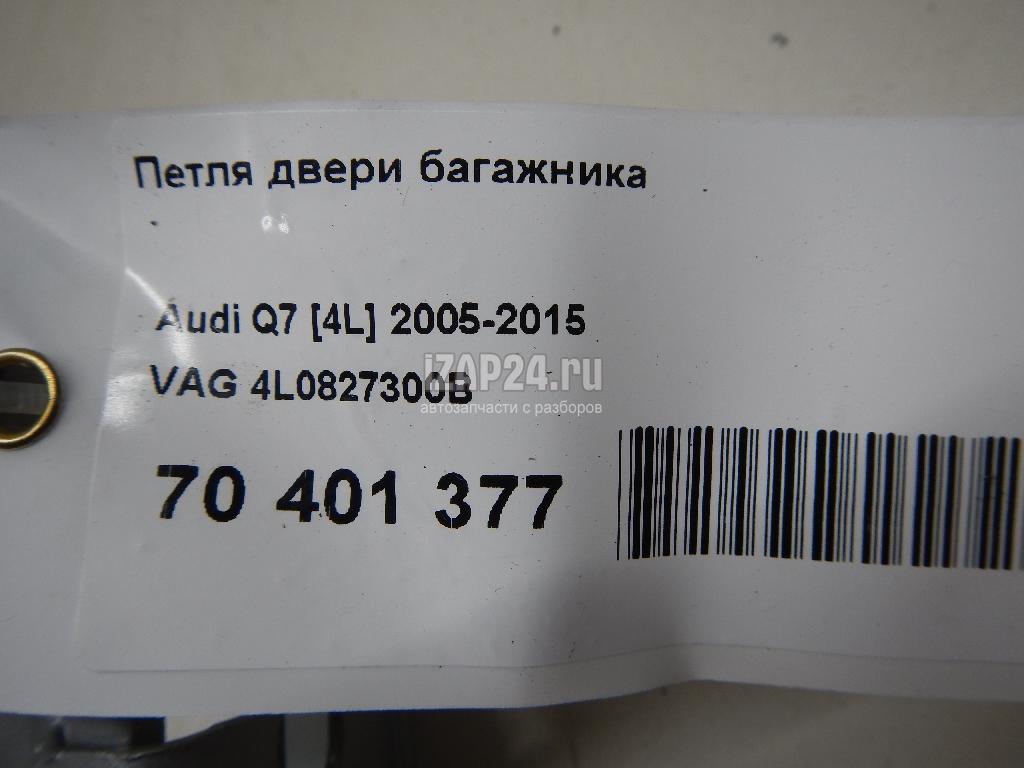 Петля двери багажника
Audi Q7 [4L] 2005-2015
iZAP24.ru
VAG 4L0827300B
автозапчасти с разборов
70 401 377